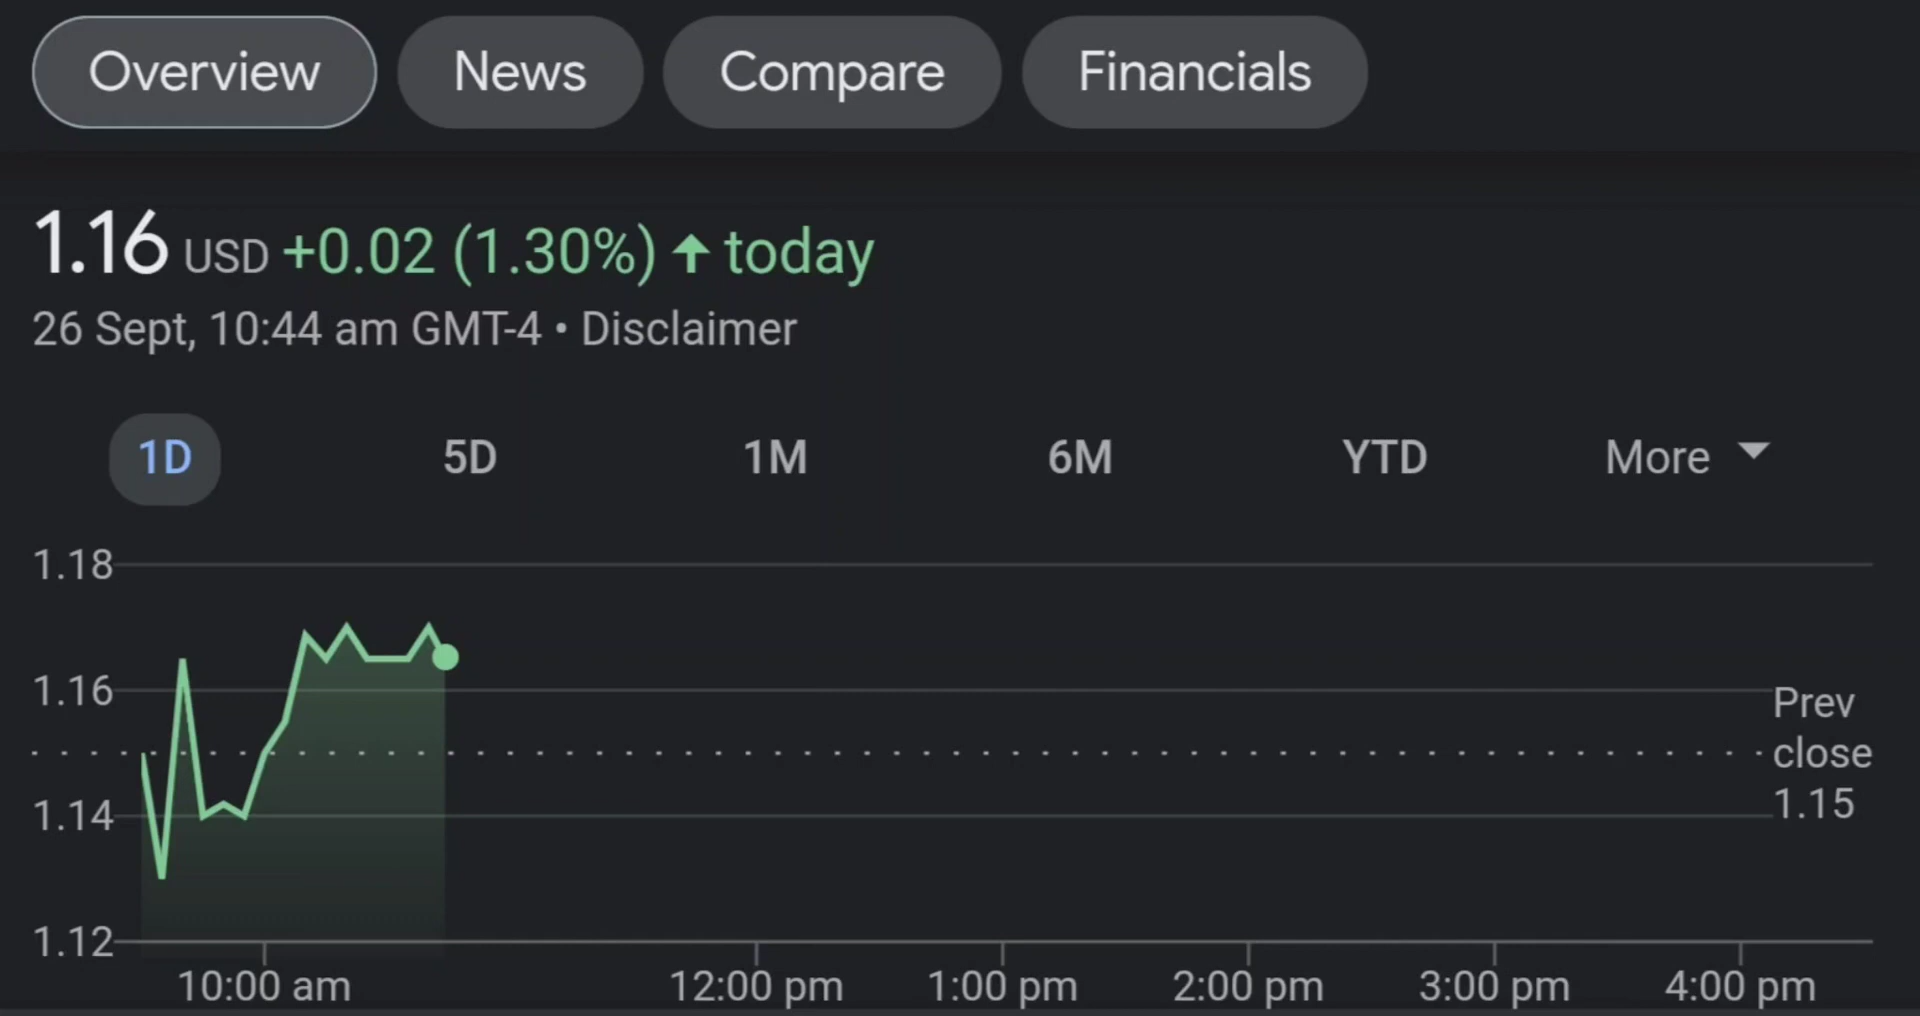 Overview News Compare Financials
1.16 USD +0.02 (1.30%) ↑ today
26 Sept, 10:44 am GMT-4 • Disclaimer
1D 5D 1M 6M YTD More
1.18
1.16
Prev
close
1.15
1.14
1.12
10:00 am 12:00 pm 1:00 pm 2:00 pm 3:00 pm 4:00 pm